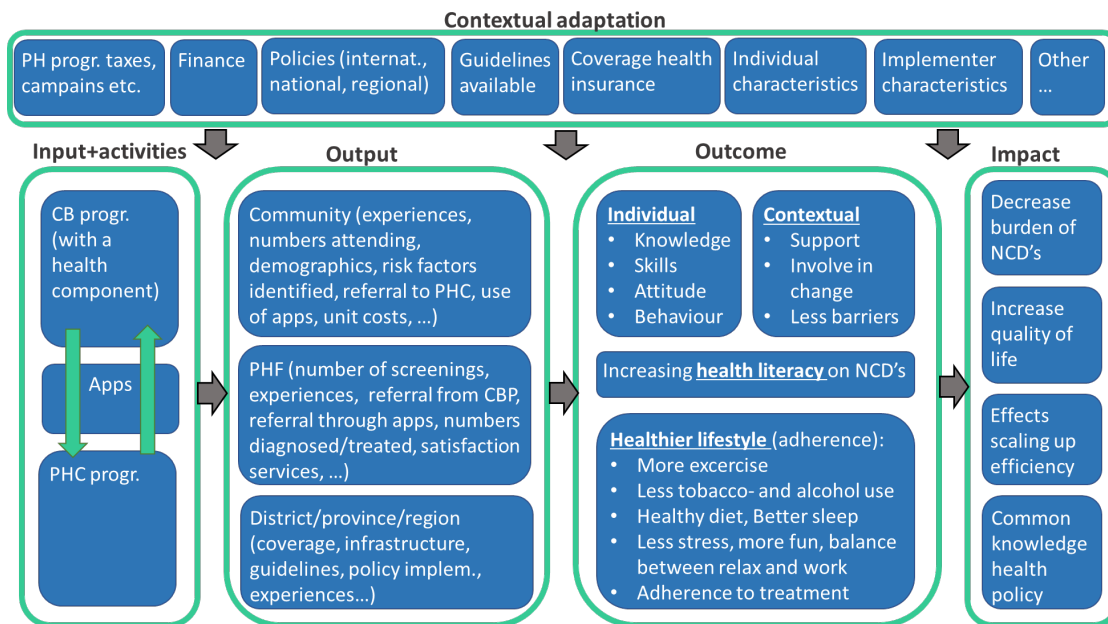 Contextual adaptation
PH progr. taxes,
campains etc.
Finance
Policies (internat.,
national, regional)
Guidelines
available
Coverage health
insurance
Individual
characteristics
Implementer
characteristics
Other
...
Input+activities
Output
Outcome
Impact
CB progr.
(with a
health
component)
Apps
PHC progr.
Community (experiences,
numbers attending,
demographics, risk factors
identified, referral to PHC, use
of apps, unit costs, ...)
PHF (number of screenings,
experiences, referral from CBP,
referral through apps, numbers
diagnosed/treated, satisfaction
services, ...)
District/province/region
(coverage, infrastructure,
guidelines, policy implem.,
experiences...)
Individual
• Knowledge
• Skills
• Attitude
• Behaviour
Contextual
• Support
• Involve in
change
• Less barriers
Increasing health literacy on NCD's
Healthier lifestyle (adherence):
• More excercise
• Less tobacco- and alcohol use
• Healthy diet, Better sleep
• Less stress, more fun, balance
between relax and work
• Adherence to treatment
Decrease
burden of
NCD's
Increase
quality of
life
Effects
scaling up
efficiency
Common
knowledge
health
policy